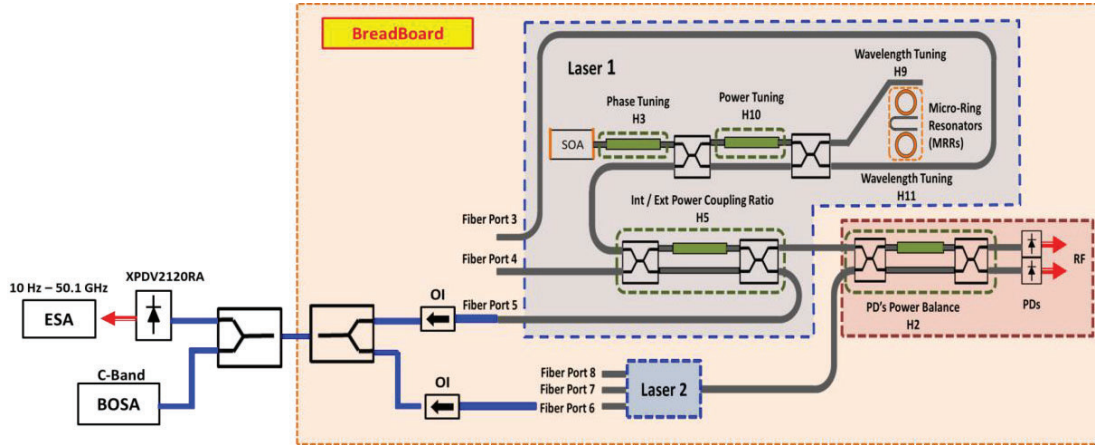 BreadBoard
Laser 1
Wavelength Tuning
H9
Phase Tuning
H3
Power Tuning
H10
SOA
Micro-Ring
Resonators
(MRRs)
Wavelength Tuning
H11
Int / Ext Power Coupling Ratio
H5
Fiber Port 3
Fiber Port 4
Fiber Port 5
RF
PD's Power Balance
H2
PDs
XPDV2120RA
10 Hz – 50.1 GHz
ESA
OI
C-Band
BOSA
OI
Fiber Port 8
Fiber Port 7
Fiber Port 6
Laser 2